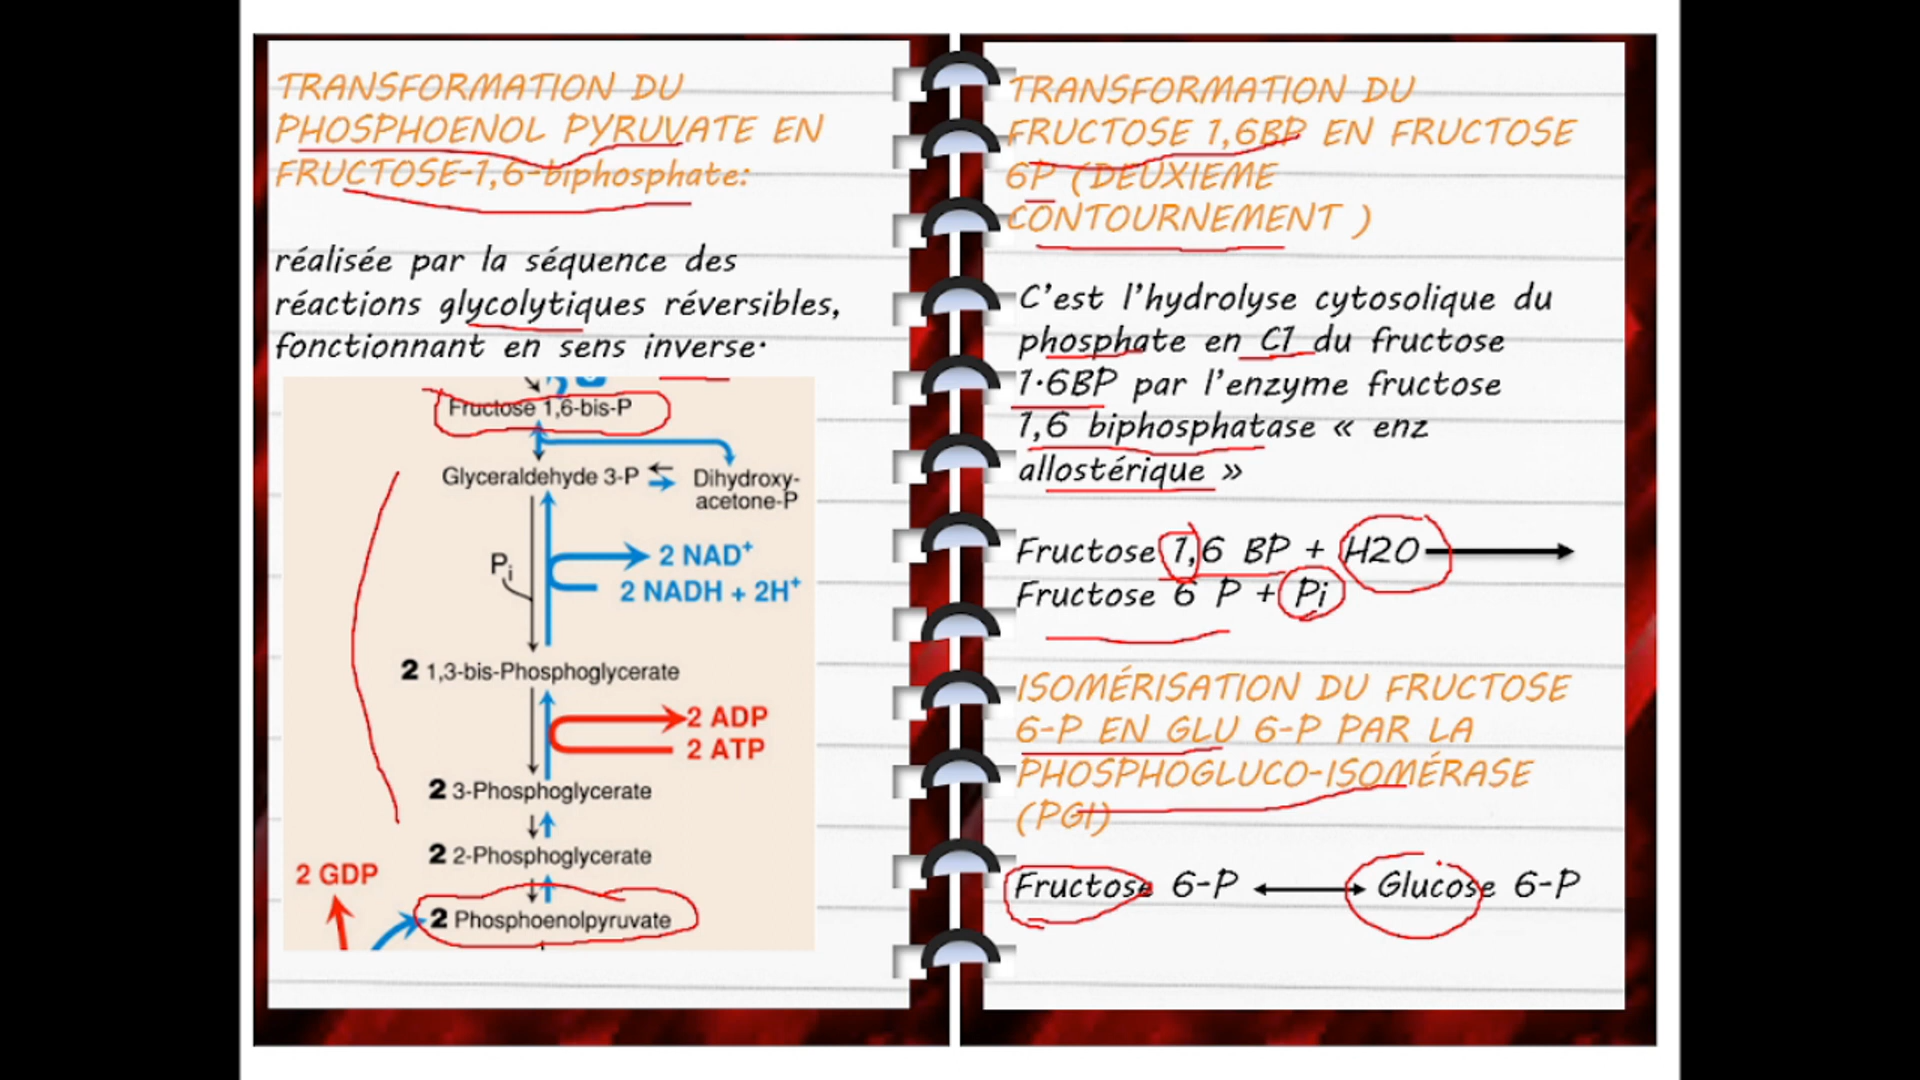 TRANSFORMATION DU
PHOSPHOENOL PYRUVATE EN
FRUCTOSE-1,6-biphosphate:
réalisée par la séquence des
réactions glycolytiques réversibles,
fonctionnant en sens inverse·
Fructose 1,6-bis-P
Glyceraldehyde 3-P
Dihydroxy-
acetone-P
2 NAD+
Pi
2 NADH + 2H+
2 1,3-bis-Phosphoglycerate
2 ADP
2 ATP
2 3-Phosphoglycerate
2 2-Phosphoglycerate
2 GDP
2 Phosphoenolpyruvate
TRANSFORMATION DU
FRUCTOSE 1,6BP EN FRUCTOSE
6P (DEUXIEME
CONTOURNEMENT )
C'est l'hydrolyse cytosolique du
phosphate en C1 du fructose
1·6BP par l'enzyme fructose
1,6 biphosphatase « enz
allostérique »
Fructose 1,6 BP + H2O
Fructose 6 P + Pi
ISOMÉRISATION DU FRUCTOSE
6-P EN GLU 6-P PAR LA
PHOSPHOGLUCO-ISOMÉRASE
(PGI)
Fructose 6-P Glucose 6-P